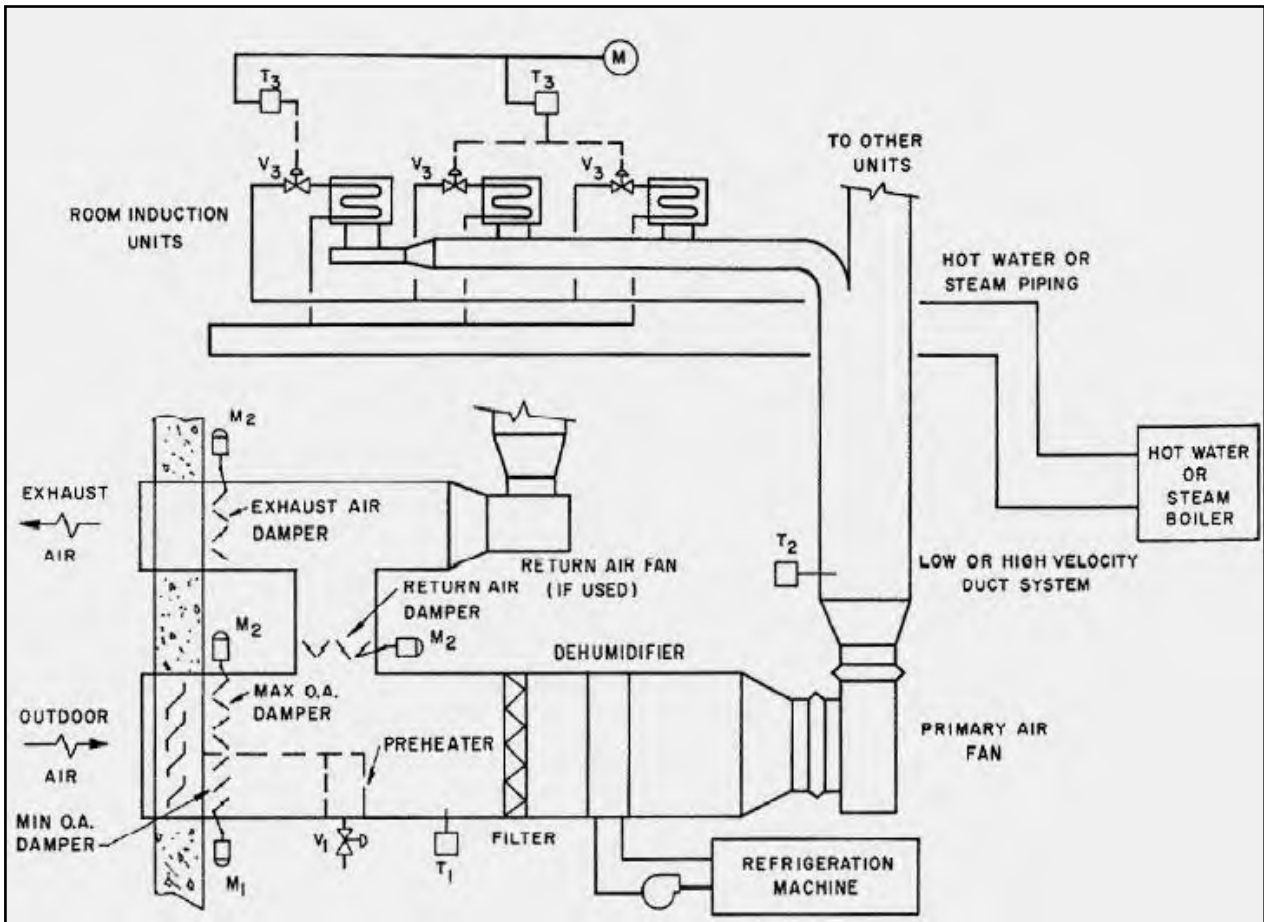 M
T3
T3
V3
V3
V3
TO OTHER
UNITS
ROOM INDUCTION
UNITS
HOT WATER OR
STEAM PIPING
M2
EXHAUST
AIR
EXHAUST AIR
DAMPER
HOT WATER
OR
STEAM
BOILER
T2
LOW OR HIGH VELOCITY
DUCT SYSTEM
RETURN AIR FAN
(IF USED)
RETURN AIR
DAMPER
M2
M2
DEHUMIDIFIER
MAX O.A.
DAMPER
OUTDOOR
AIR
PREHEATER
PRIMARY AIR
FAN
MIN O.A.
DAMPER
M1
V1
T1
FILTER
REFRIGERATION
MACHINE